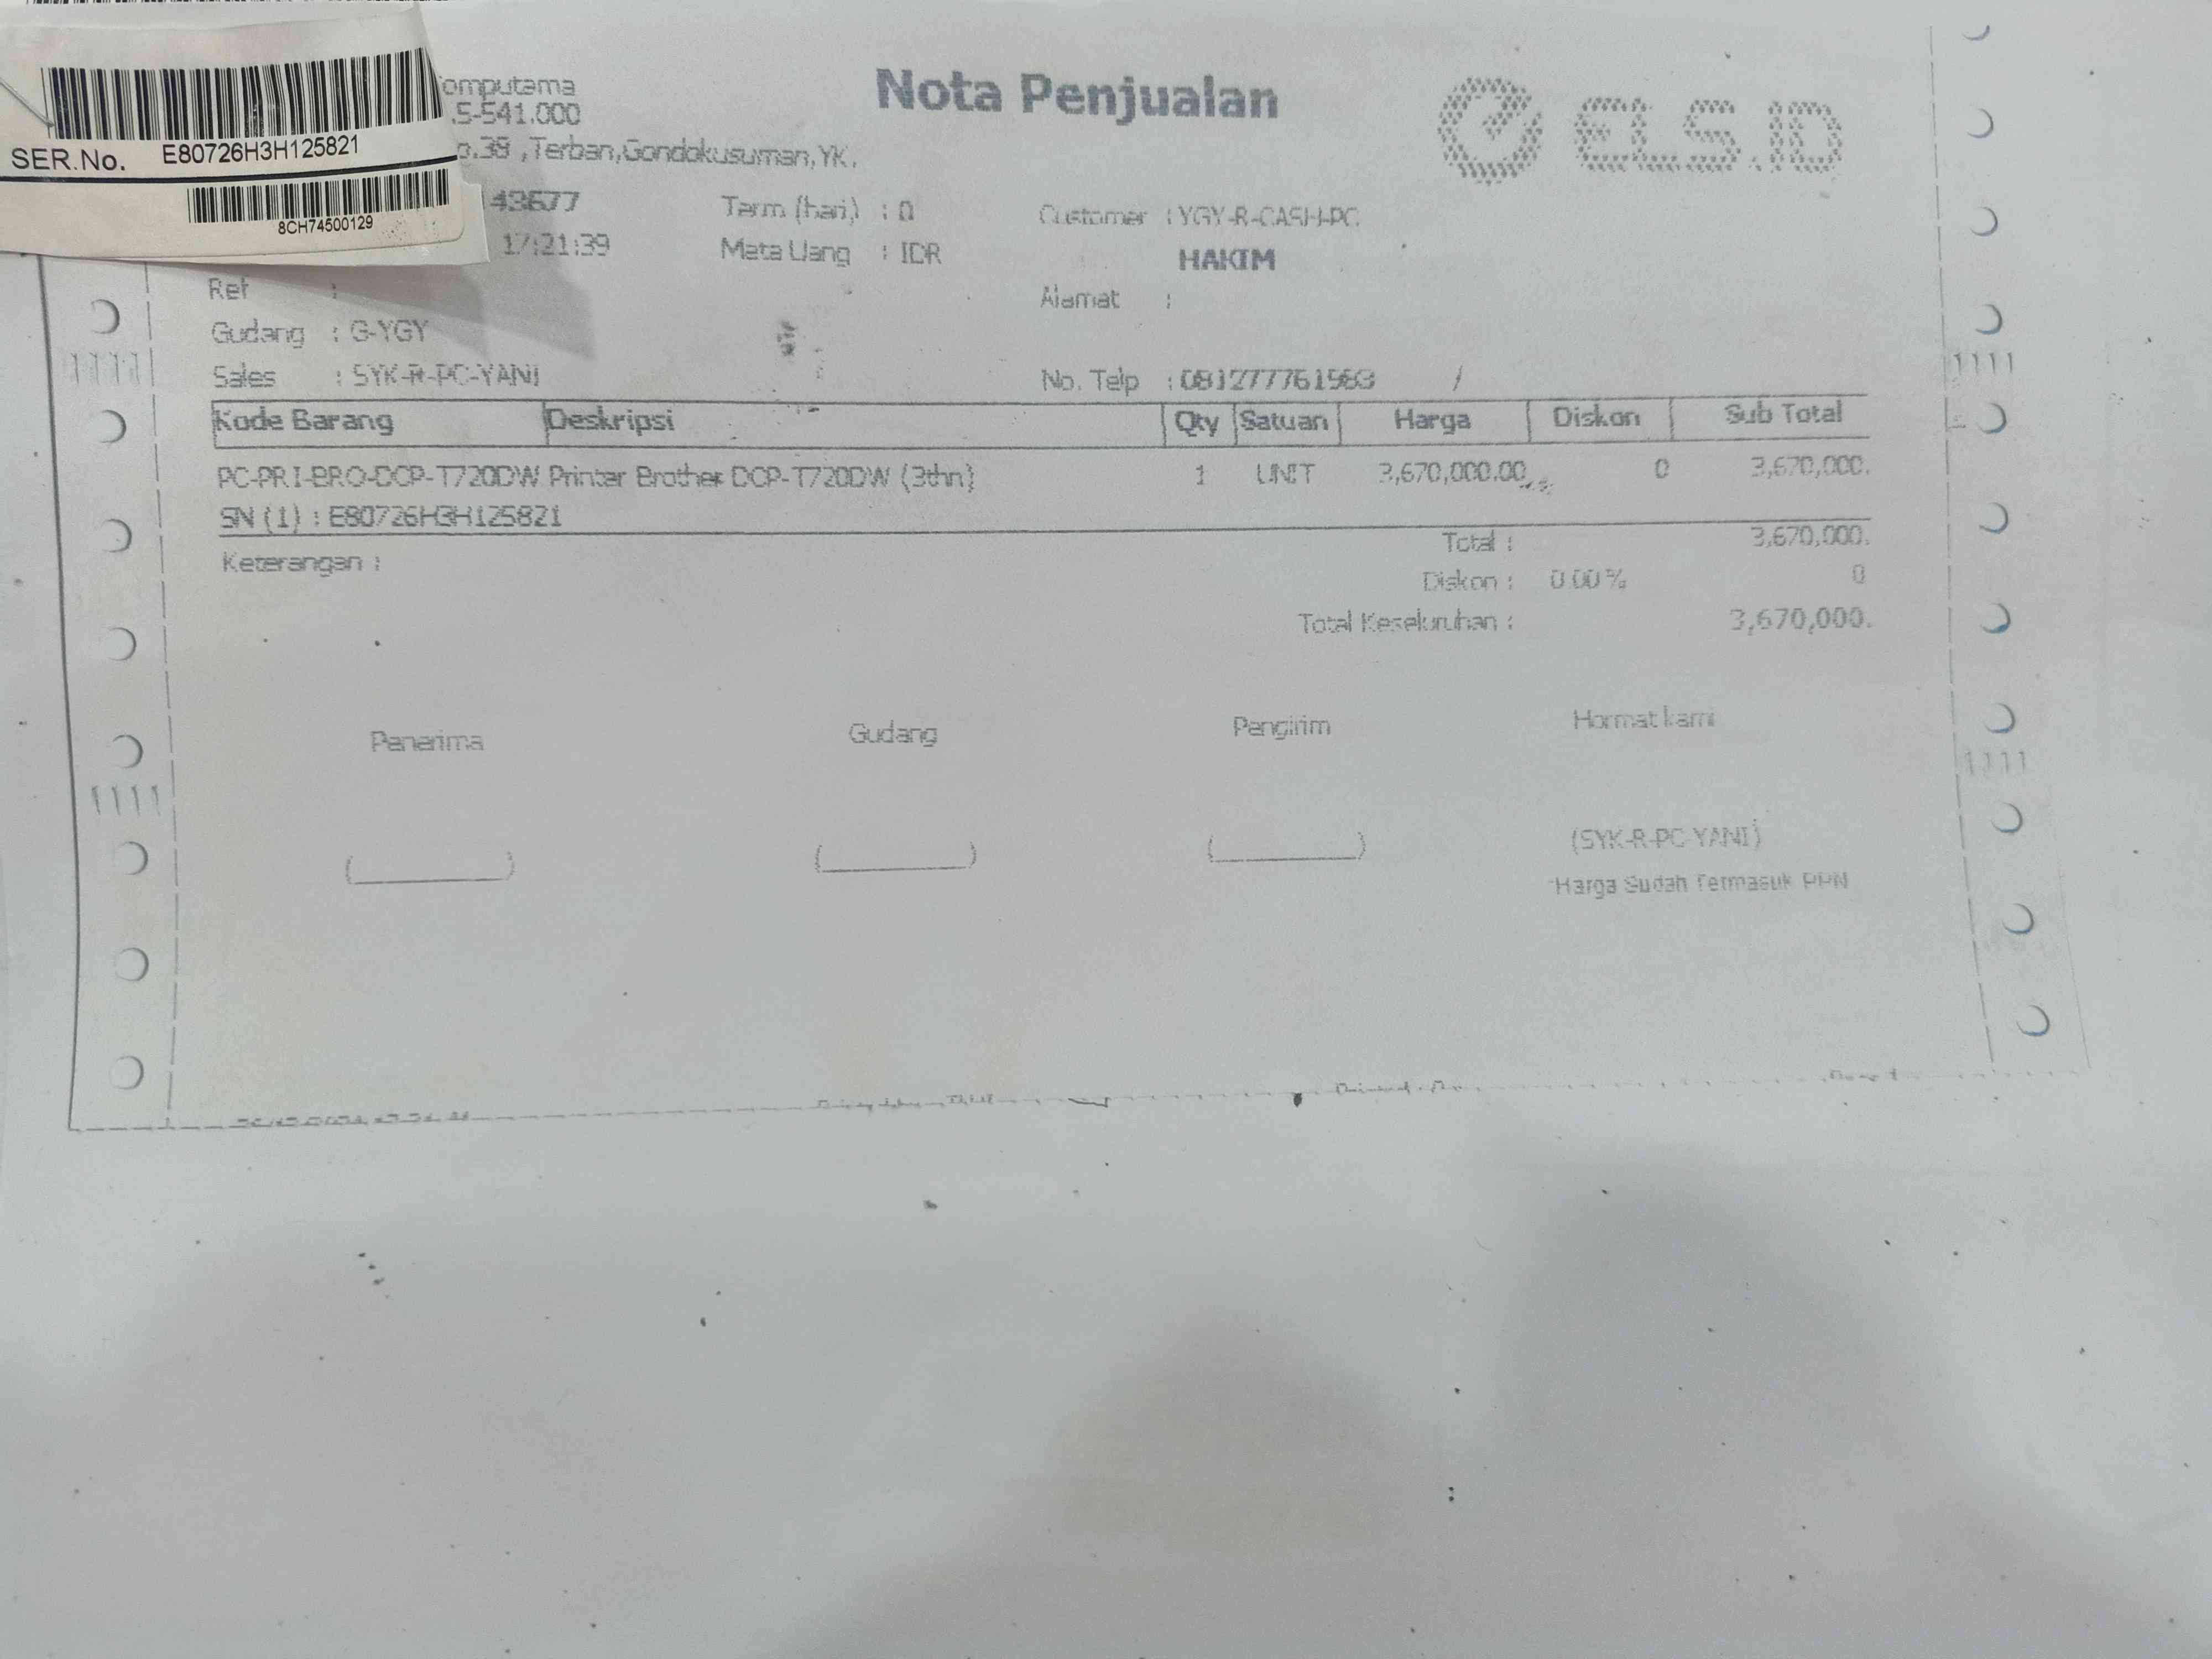 SER.No. E80726H3H125821
8CH74500129
omputama
Nota Penjualan
ELS.ID
5-541.000
o.38 ,Terban,Gondokusuman,YK.
43677
Term (hari) : 0
Customer : YGY-R-CASH-PC
17:21:39
Mata Uang : IDR
HAKIM
Ref :
Alamat :
Gudang : G-YGY
Sales : SYK-R-PC-YANI
No. Telp : 081277761563 /
Kode Barang Deskripsi Qty Satuan Harga Diskon Sub Total
PC-PRI-BRO-DCP-T720DW Printer Brother DCP-T720DW (3thn) 1 UNIT 3,670,000.00 0 3,670,000.
SN (1) : E80726H3H125821
Total : 3,670,000.
Keterangan :
Diskon : 0.00% 0
Total Keseluruhan : 3,670,000.
Penerima Gudang Pengirim Hormat kami
(SYK-R-PC-YANI)
Harga Sudah Termasuk PPN